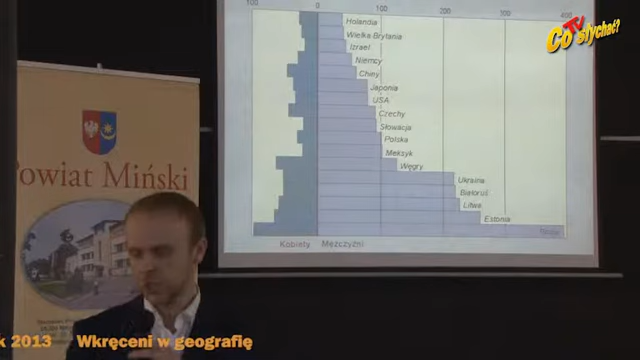 100 0 100 200 300 400
Holandia
Wielka Brytania
Izrael
Niemcy
Chiny
Japonia
USA
Czechy
Słowacja
Polska
Meksyk
Węgry
Ukraina
Białoruś
Litwa
Estonia
Kobiety Mężczyźni
Co TV słychać?
Powiat Miński
k 2013 Wkręceni w geografię